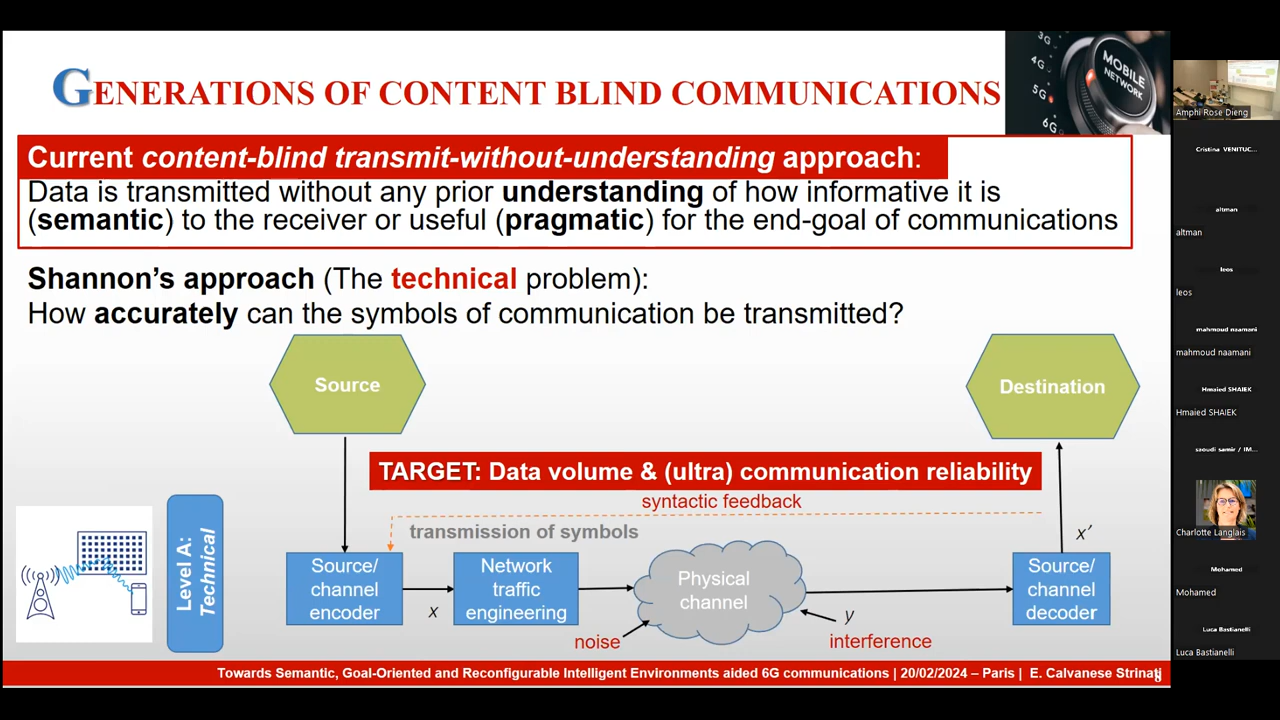 GENERATIONS OF CONTENT BLIND COMMUNICATIONS
3G
4G
5G
6G
MOBILE
NETWORK
Current content-blind transmit-without-understanding approach:
Data is transmitted without any prior understanding of how informative it is
(semantic) to the receiver or useful (pragmatic) for the end-goal of communications
Shannon's approach (The technical problem):
How accurately can the symbols of communication be transmitted?
Source
Destination
TARGET: Data volume & (ultra) communication reliability
syntactic feedback
transmission of symbols
x'
Level A:
Technical
Source/
channel
encoder
x
Network
traffic
engineering
Physical
channel
noise
y
interference
Source/
channel
decoder
Towards Semantic, Goal-Oriented and Reconfigurable Intelligent Environments aided 6G communications | 20/02/2024 – Paris | E. Calvanese Strinati
Amphi Rose Dieng
Cristina VENITUC...
altman
altman
leos
leos
mahmoud naamani
mahmoud naamani
Hmaied SHAIEK
Hmaied SHAIEK
saoudi samir / IM...
Charlotte Langlais
Mohamed
Mohamed
Luca Bastianelli
Luca Bastianelli